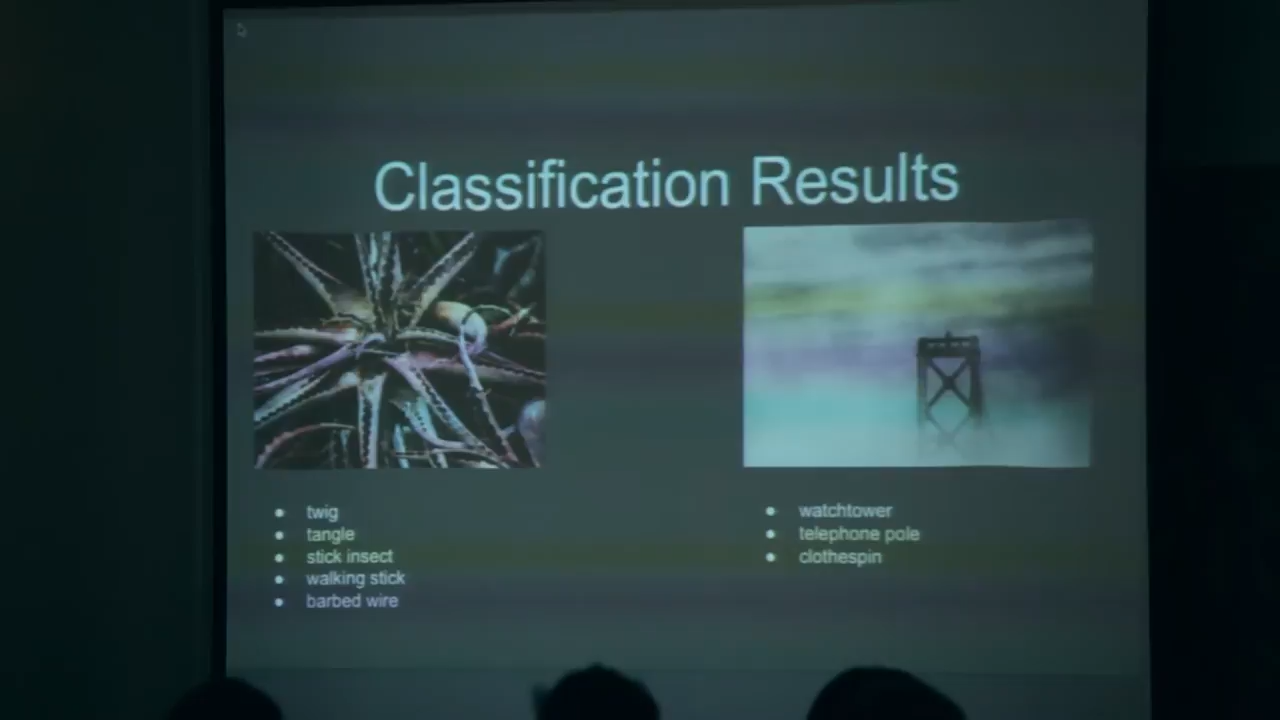 Classification Results
twig
tangle
stick insect
walking stick
barbed wire
watchtower
telephone pole
clothespin